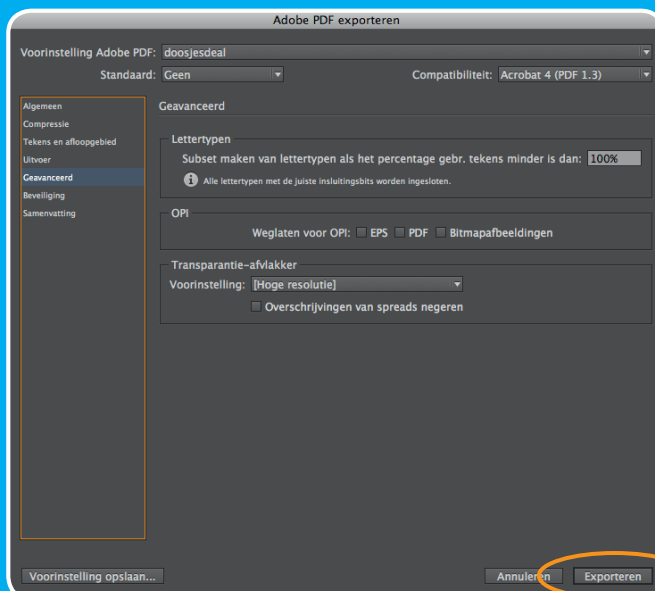 Adobe PDF exporteren
Voorinstelling Adobe PDF: doosjesdeal
Standaard: Geen Compatibiliteit: Acrobat 4 (PDF 1.3)
Algemeen
Compressie
Tekens en afloopgebied
Uitvoer
Geavanceerd
Beveiliging
Samenvatting
Geavanceerd
Lettertypen
Subset maken van lettertypen als het percentage gebr. tekens minder is dan: 100%
Alle lettertypen met de juiste insluitingsbits worden ingesloten.
OPI
Weglaten voor OPI: EPS PDF Bitmapafbeeldingen
Transparantie-afvlakker
Voorinstelling: [Hoge resolutie]
Overschrijvingen van spreads negeren
Voorinstelling opslaan... Annuleren Exporteren